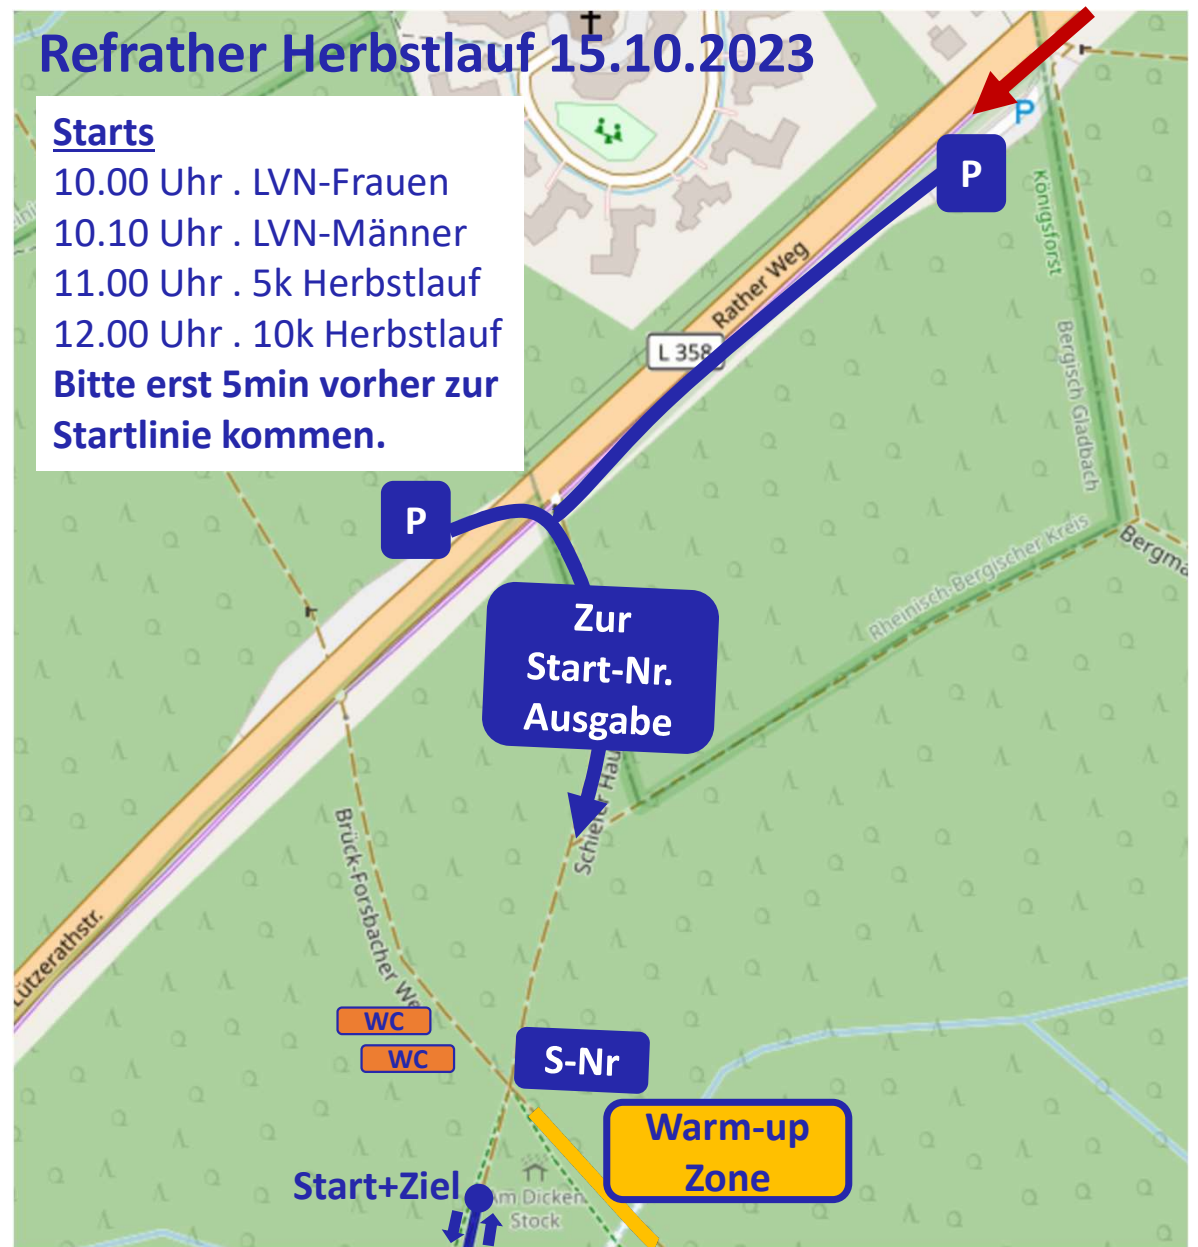 Refrather Herbstlauf 15.10.2023
Starts
10.00 Uhr . LVN-Frauen
10.10 Uhr . LVN-Männer
11.00 Uhr . 5k Herbstlauf
12.00 Uhr . 10k Herbstlauf
Bitte erst 5min vorher zur
Startlinie kommen.
P
P
Königsforst
Rather Weg
L 358
Bergisch Gladbach
P
Rheinisch-Bergischer Kreis
Zur
Start-Nr.
Ausgabe
Brück-Forsbacher We
Lützerathstr.
WC
WC
S-Nr
Warm-up
Zone
Start+Ziel
Am Dicken
Stock